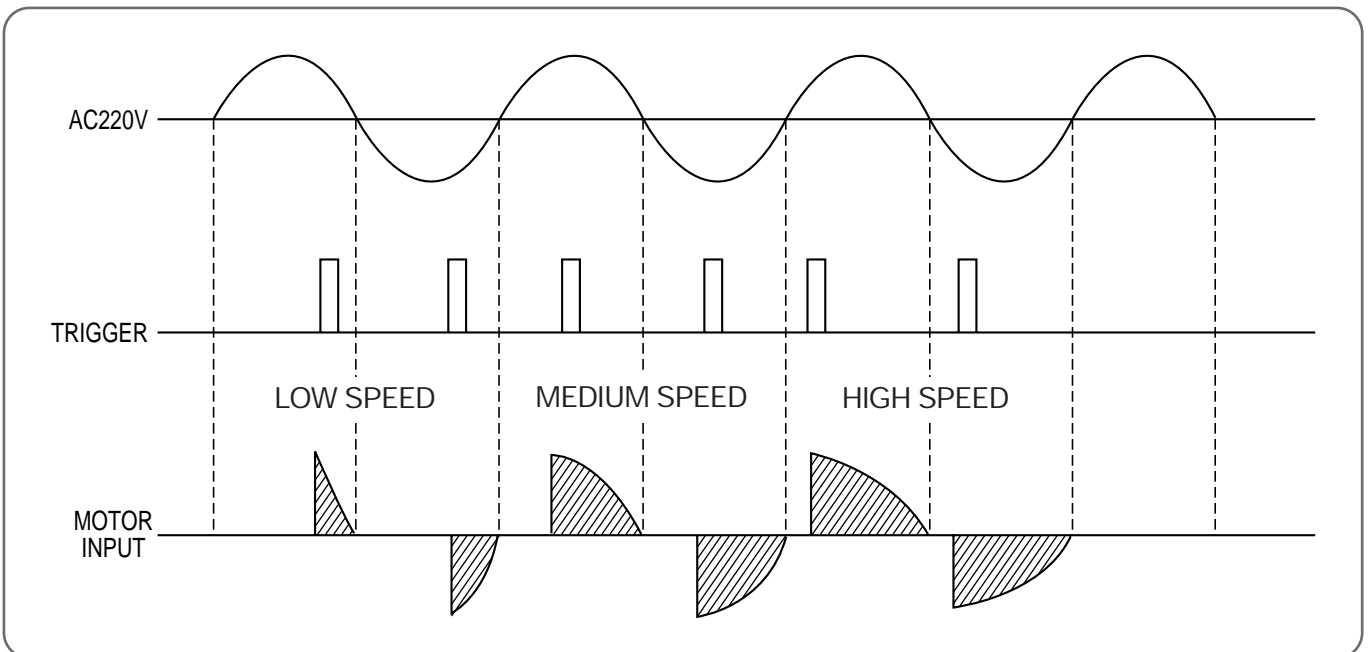 AC220V
TRIGGER
LOW SPEED
MEDIUM SPEED
HIGH SPEED
MOTOR
INPUT